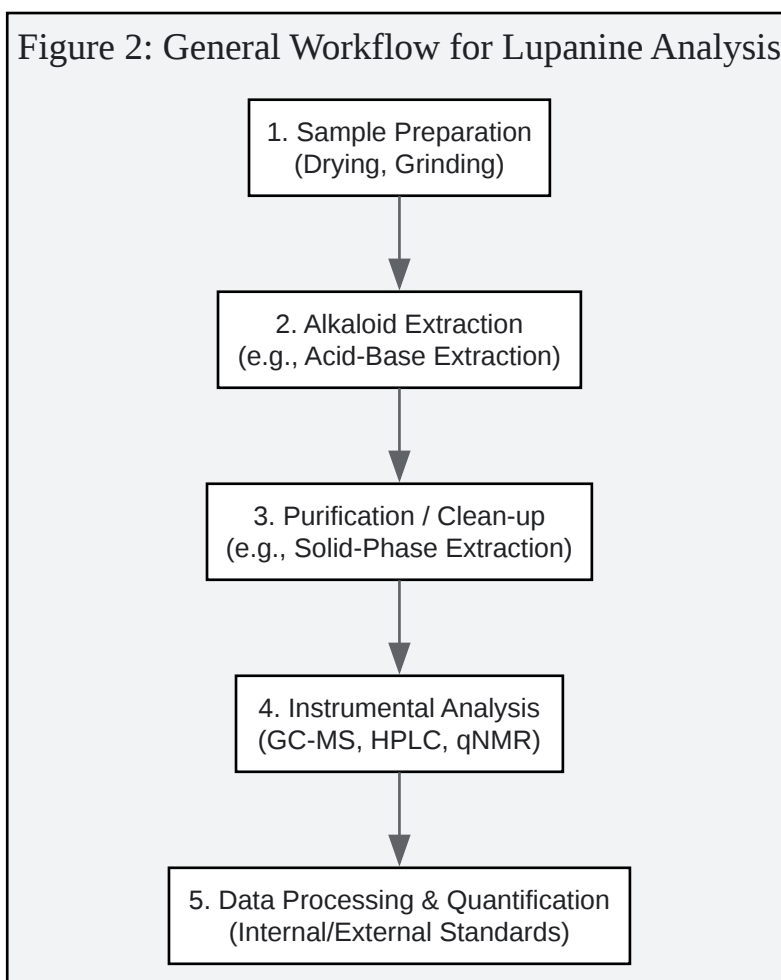 Figure 2: General Workflow for Lupanine Analysis
1. Sample Preparation
(Drying, Grinding)
2. Alkaloid Extraction
(e.g., Acid-Base Extraction)
3. Purification / Clean-up
(e.g., Solid-Phase Extraction)
4. Instrumental Analysis
(GC-MS, HPLC, qNMR)
5. Data Processing & Quantification
(Internal/External Standards)